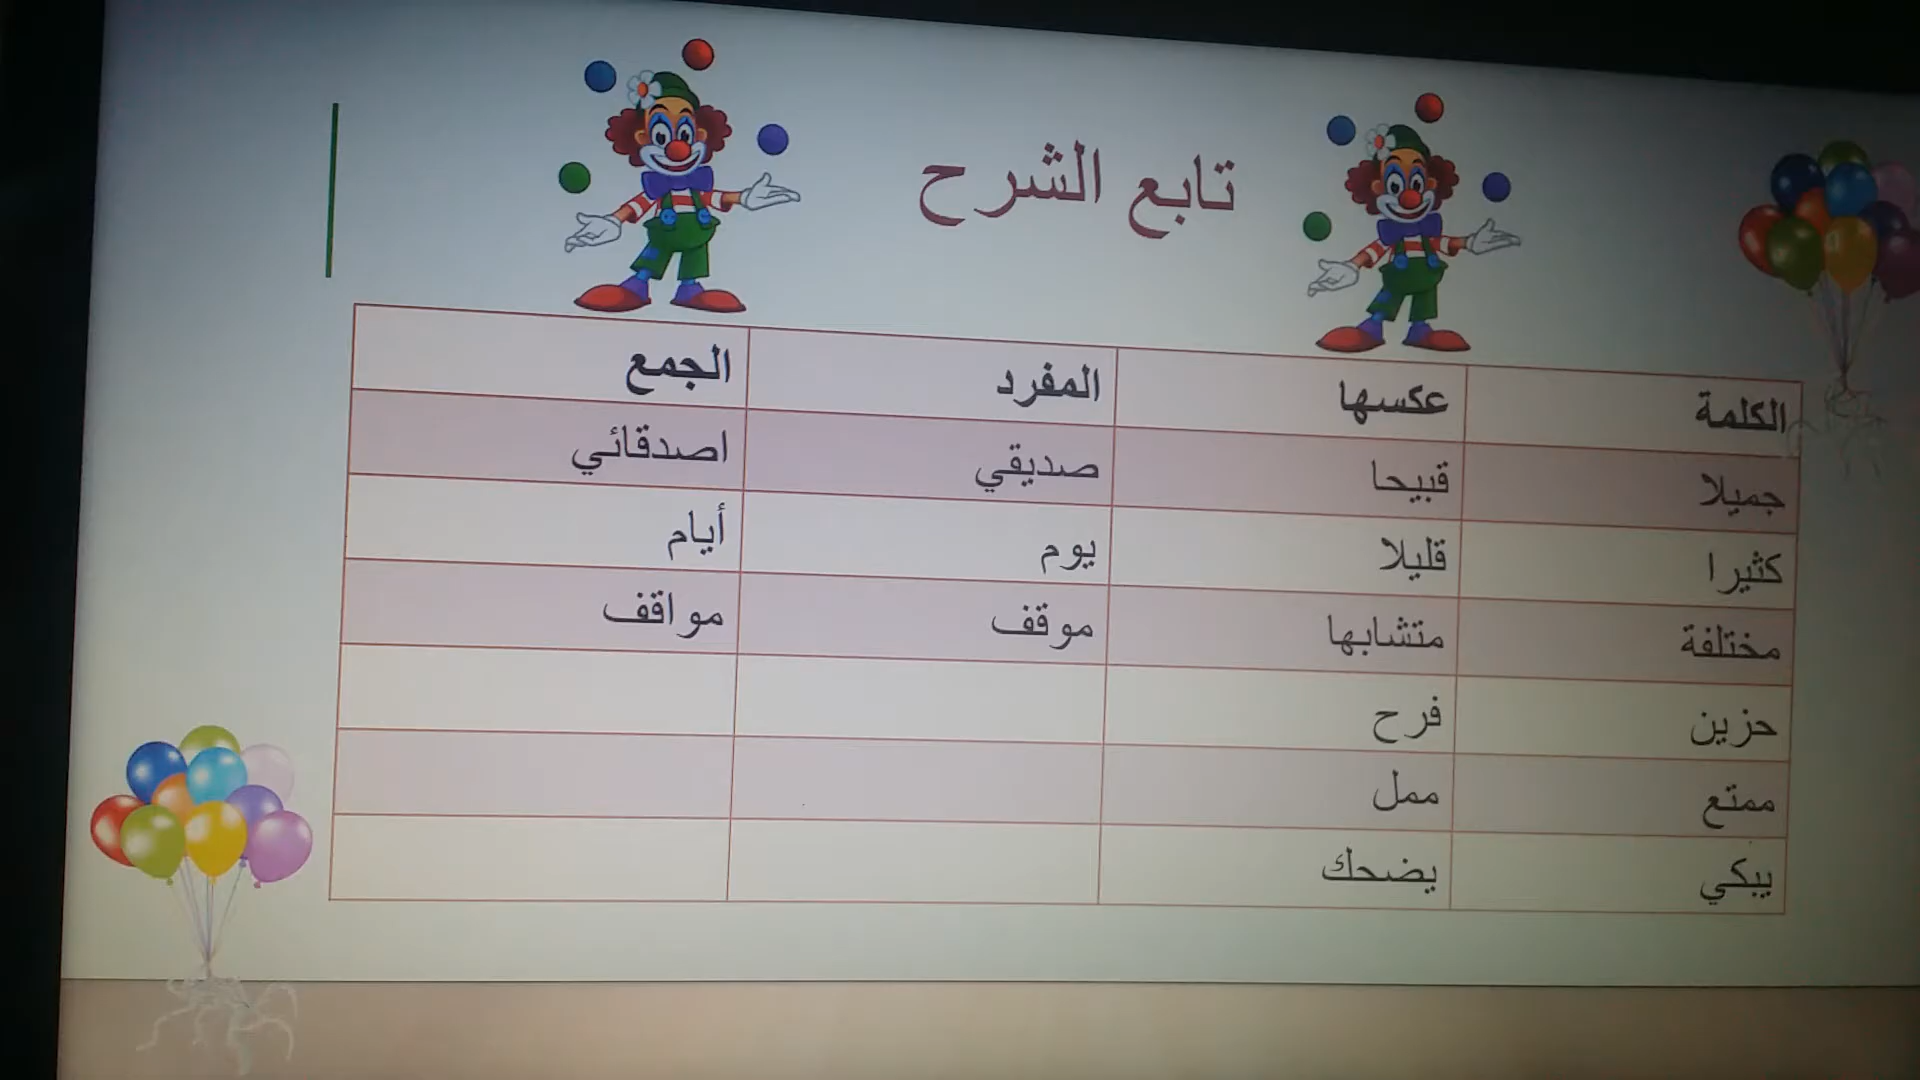 تابع الشرح
الكلمة عكسها المفرد الجمع
جميلا قبيحا صديقي اصدقائي
كثيرا قليلا يوم أيام
مختلفة متشابها موقف مواقف
حزين فرح
ممتع ممل
يبكي يضحك